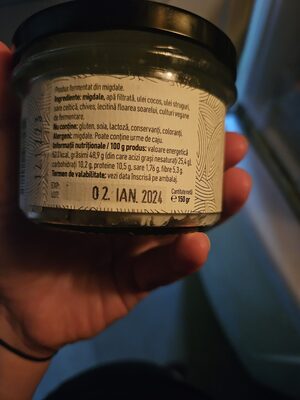 Produs fermentat din migdale.
Ingrediente: migdale, apă filtrată, ulei cocos, ulei struguri,
sare celtică, chives, lecitină floarea soarelui, culturi vegane
de fermentare.
Nu conține: gluten, soia, lactoză, conservanți, coloranți.
Alergeni: migdale. Poate conține urme de caju.
Informații nutriționale / 100 g produs: valoare energetică
kcal, grăsimi 48,9 g (din care acizi grași nesaturați 25,4 g),
carbohidrați 18,2 g, proteine 10,5 g, sare 1,76 g, fibre 5,3 g.
Termen de valabilitate: vezi data înscrisă pe ambalaj.
EXP: 02. IAN. 2024
Cantitate netă
℮ 150 gr